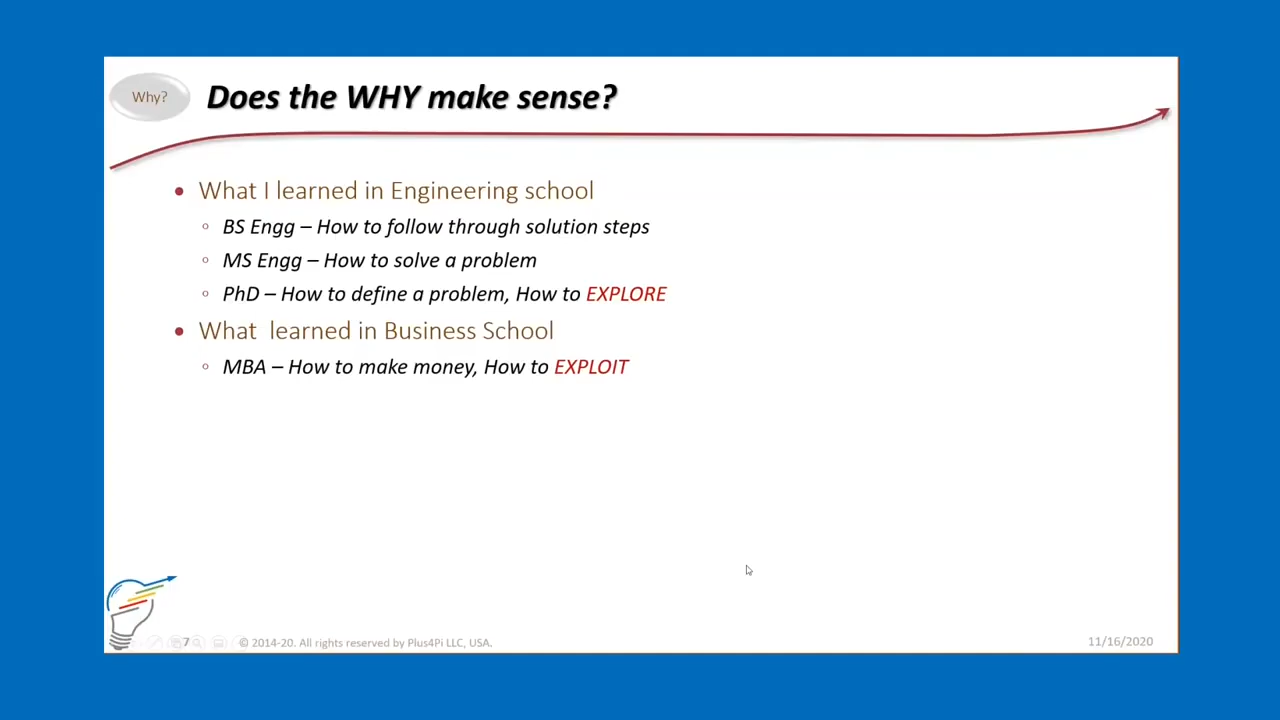 Why?
Does the WHY make sense?
• What I learned in Engineering school
◦ BS Engg – How to follow through solution steps
◦ MS Engg – How to solve a problem
◦ PhD – How to define a problem, How to EXPLORE
• What  learned in Business School
◦ MBA – How to make money, How to EXPLOIT
7
© 2014-20. All rights reserved by Plus4Pi LLC, USA.
11/16/2020